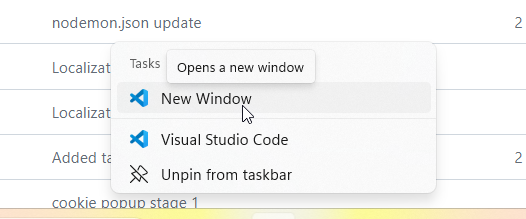 nodemon.json update
2
Localizat
Tasks
Opens a new window
New Window
Localizat
Visual Studio Code
Added ta
2
Unpin from taskbar
cookie popup stage 1